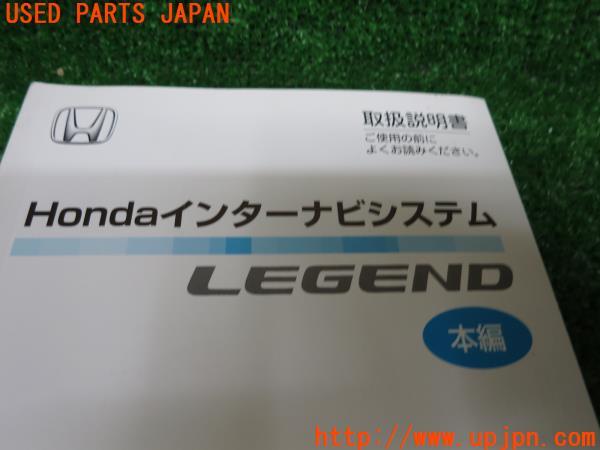 USED PARTS JAPAN
取扱説明書
ご使用の前に
よくお読みください。
Hondaインターナビシステム
LEGEND
本編
http://www.upjpn.com